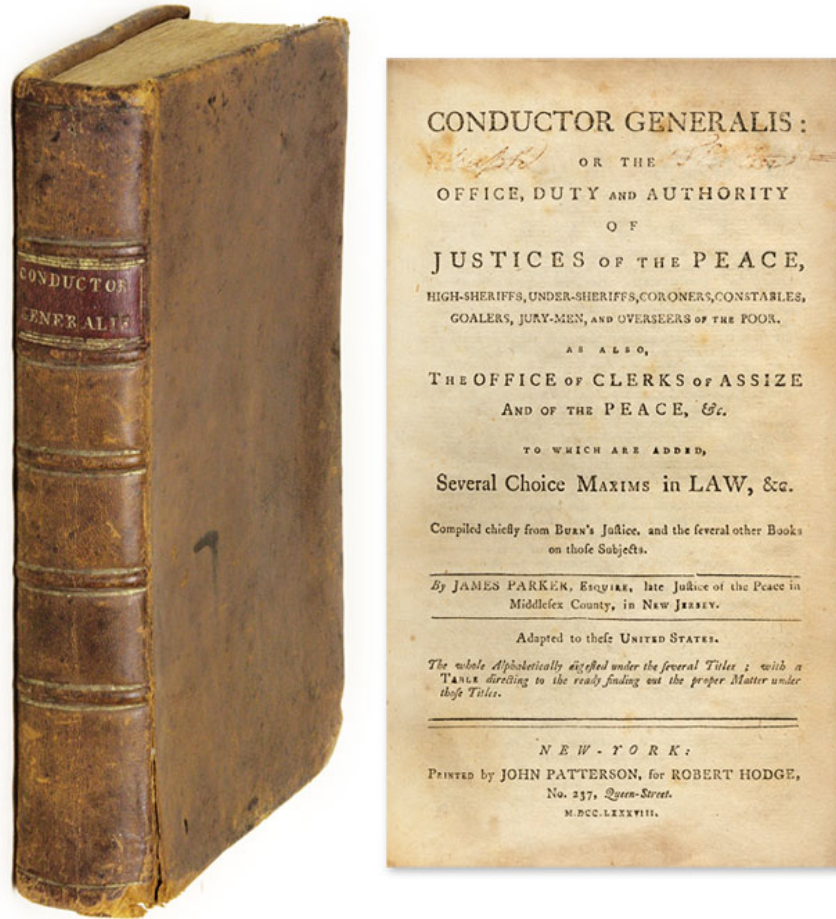 CONDUCTOR
GENERALIS
CONDUCTOR GENERALIS:
OR THE
OFFICE, DUTY AND AUTHORITY
OF
JUSTICES OF THE PEACE,
HIGH-SHERIFFS, UNDER-SHERIFFS, CORONERS, CONSTABLES,
GOALERS, JURY-MEN, AND OVERSEERS OF THE POOR.
AS ALSO,
THE OFFICE OF CLERKS OF ASSIZE
AND OF THE PEACE, &c.
TO WHICH ARE ADDED,
Several Choice MAXIMS in LAW, &c.
Compiled chiefly from BURN'S Juſtice, and the ſeveral other Books
on thoſe Subjects.
By JAMES PARKER, ESQUIRE, late Juſtice of the Peace in
Middleſex County, in NEW JERSEY.
Adapted to theſe UNITED STATES.
The whole Alphabetically digeſted under the ſeveral Titles; with a
TABLE directing to the ready finding out the proper Matter under
thoſe Titles.
NEW-YORK:
PRINTED by JOHN PATTERSON, for ROBERT HODGE,
No. 237, Queen-Street.
M.DCC.LXXXVIII.